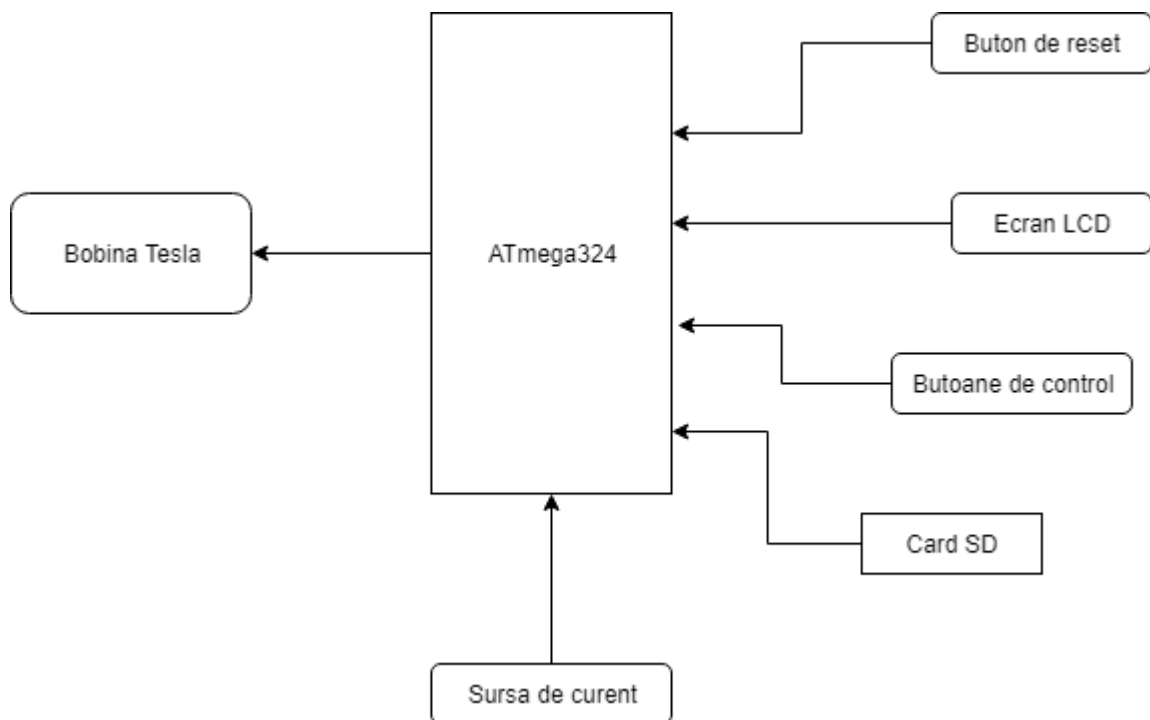 Buton de reset
Ecran LCD
Bobina Tesla
ATmega324
Butoane de control
Card SD
Sursa de curent